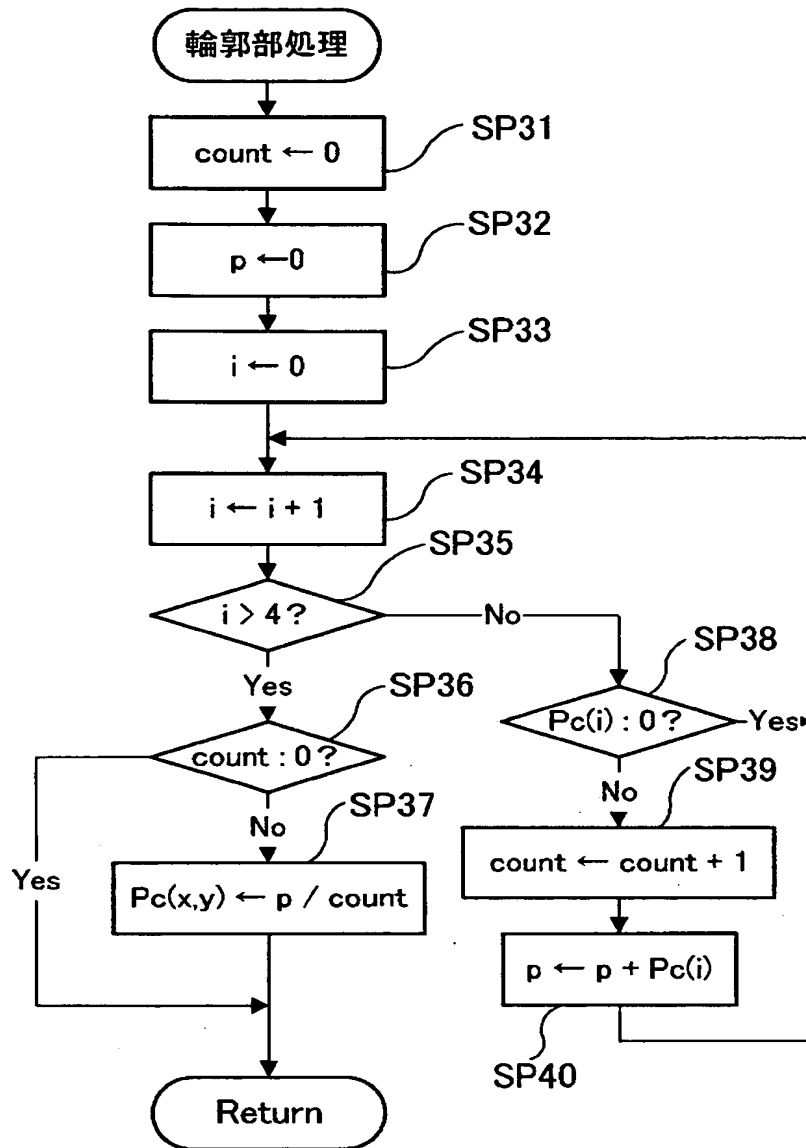 輪郭部処理
SP31
count ← 0
SP32
p ← 0
SP33
i ← 0
SP34
i ← i + 1
SP35
i > 4 ?
No
Yes
SP36
count : 0 ?
Yes
No
SP37
Pc(x,y) ← p / count
SP38
Pc(i) : 0 ?
Yes
No
SP39
count ← count + 1
p ← p + Pc(i)
SP40
Return